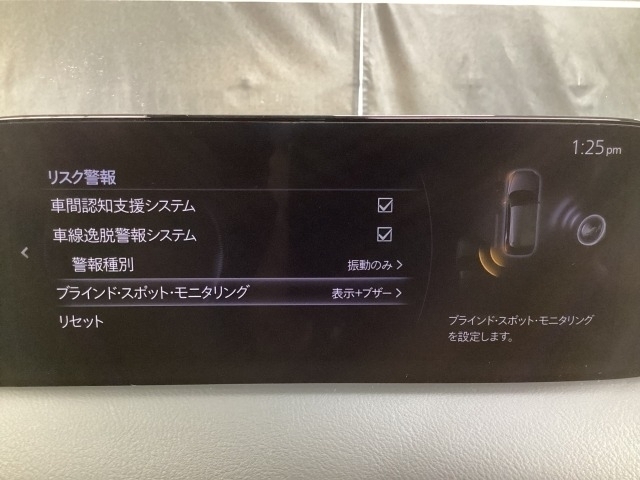 1:25pm
リスク警報
車間認知支援システム
車線逸脱警報システム
警報種別 振動のみ
ブラインド・スポット・モニタリング 表示+ブザー
リセット
ブラインド・スポット・モニタリング
を設定します。